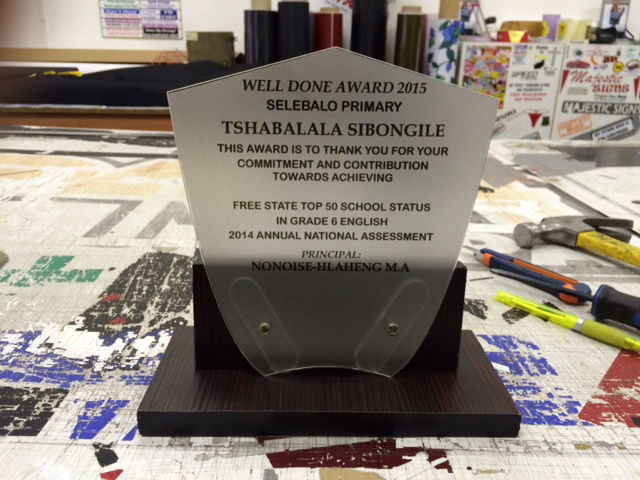 WELL DONE AWARD 2015
SELEBALO PRIMARY
TSHABALALA SIBONGILE
THIS AWARD IS TO THANK YOU FOR YOUR
COMMITMENT AND CONTRIBUTION
TOWARDS ACHIEVING
FREE STATE TOP 50 SCHOOL STATUS
IN GRADE 6 ENGLISH
2014 ANNUAL NATIONAL ASSESSMENT
PRINCIPAL:
NONOISE-HLAHENG M.A
Majestic
SIGNS
MAJESTIC SIGNS